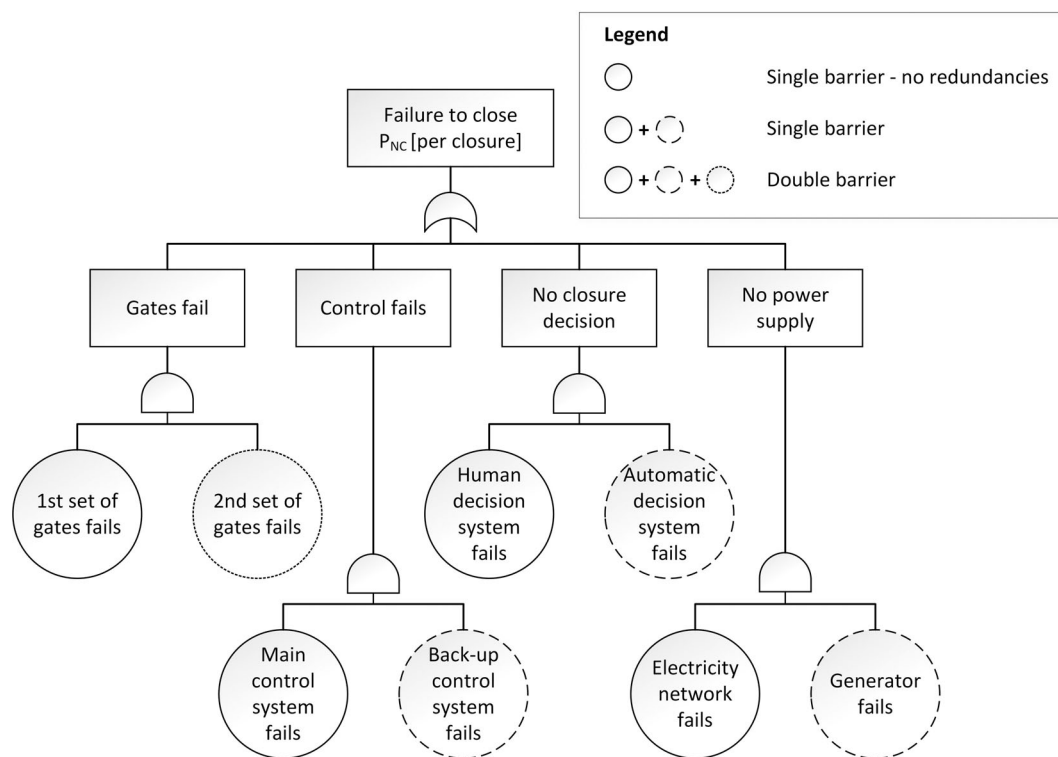 Legend
Single barrier - no redundancies
+
Single barrier
+ +
Double barrier
Failure to close
PNC [per closure]
Gates fail
Control fails
No closure
decision
No power
supply
1st set of
gates fails
2nd set of
gates fails
Human
decision
system
fails
Automatic
decision
system
fails
Main
control
system
fails
Back-up
control
system
fails
Electricity
network
fails
Generator
fails